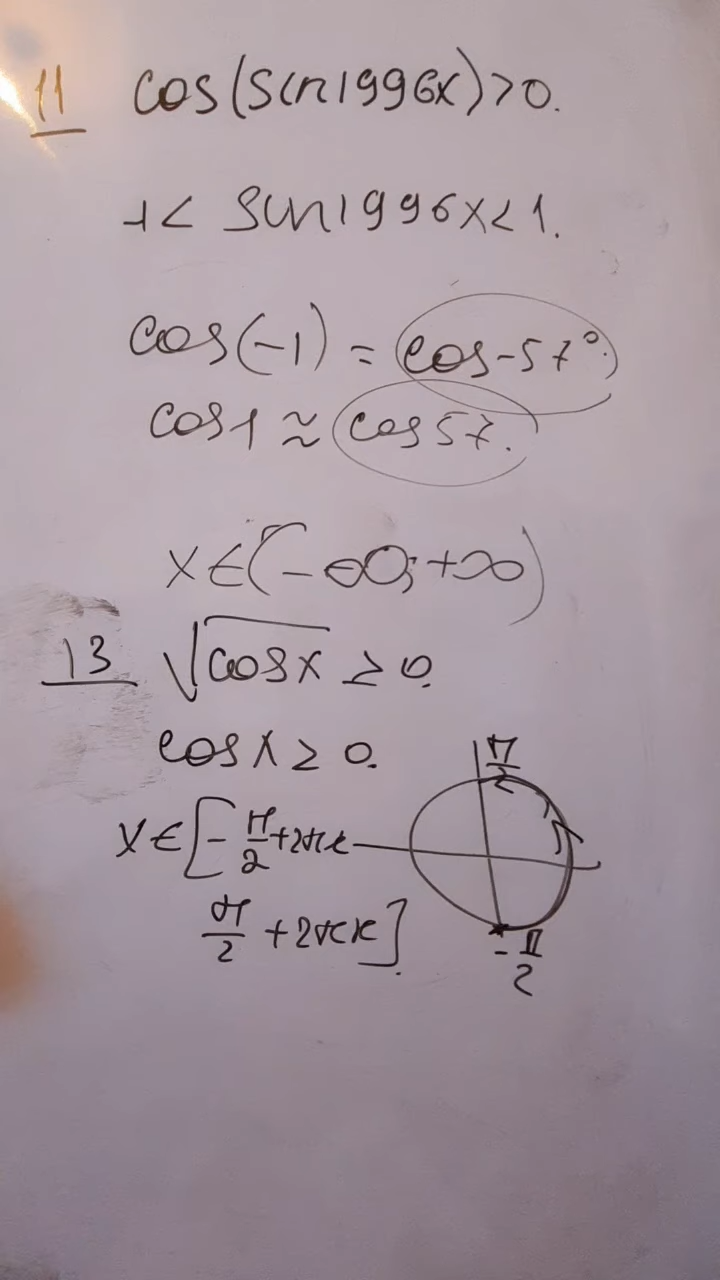 11 cos(sin1996x)>0.
-1< sin1996x<1.
cos(-1) = cos-57°.
cos1 ≈ cos57.
x∈(-∞;+∞)
13 √cosx ≥0.
cosx≥0.
π/2
x∈[-π/2+2πk
π/2+2πk].
-π/2